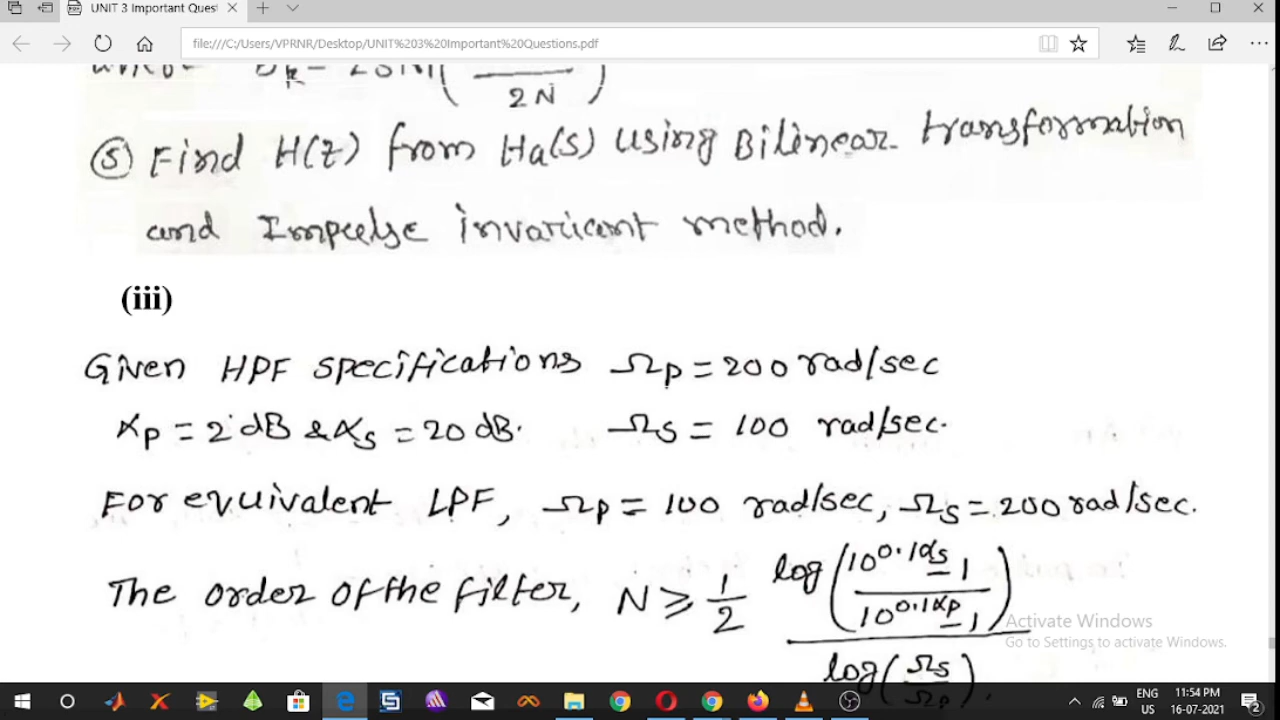 UNIT 3 Important Quest
file:///C:/Users/VPRNR/Desktop/UNIT%203%20Important%20Questions.pdf
2N
⑤ Find H(z) from Ha(s) using Bilinear transformation
and Impulse invariant method.
(iii)
Given HPF specifications Ωp = 200 rad/sec
αp = 2 dB & αs = 20 dB. Ωs = 100 rad/sec.
For equivalent LPF, Ωp = 100 rad/sec, Ωs = 200 rad/sec.
The order of the filter, N ≥ 1/2 log((10^0.1αs - 1)/(10^0.1αp - 1)) / log(Ωs/Ωp).
Activate Windows
Go to Settings to activate Windows.
ENG 11:54 PM
US 16-07-2021
2